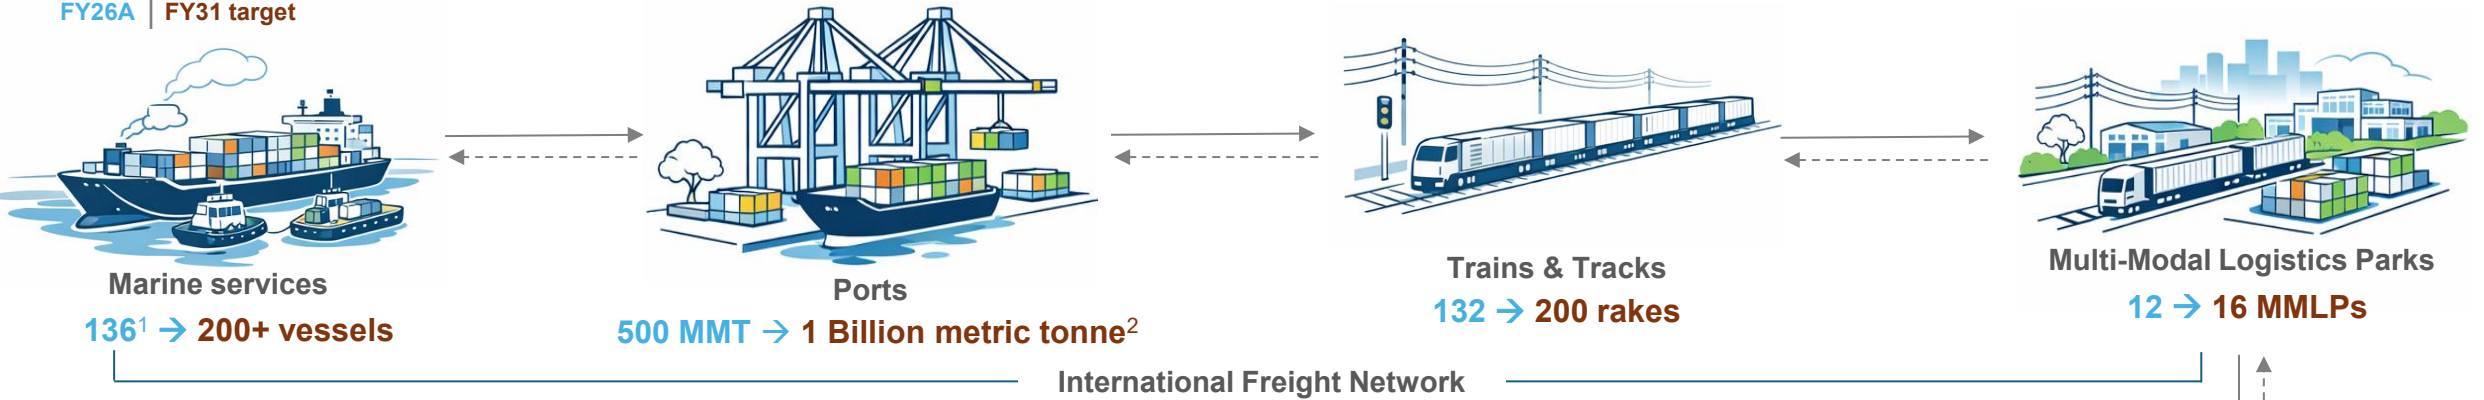 FY26A | FY31 target
Marine services
136¹ → 200+ vessels
Ports
500 MMT → 1 Billion metric tonne²
Trains & Tracks
132 → 200 rakes
Multi-Modal Logistics Parks
12 → 16 MMLPs
International Freight Network